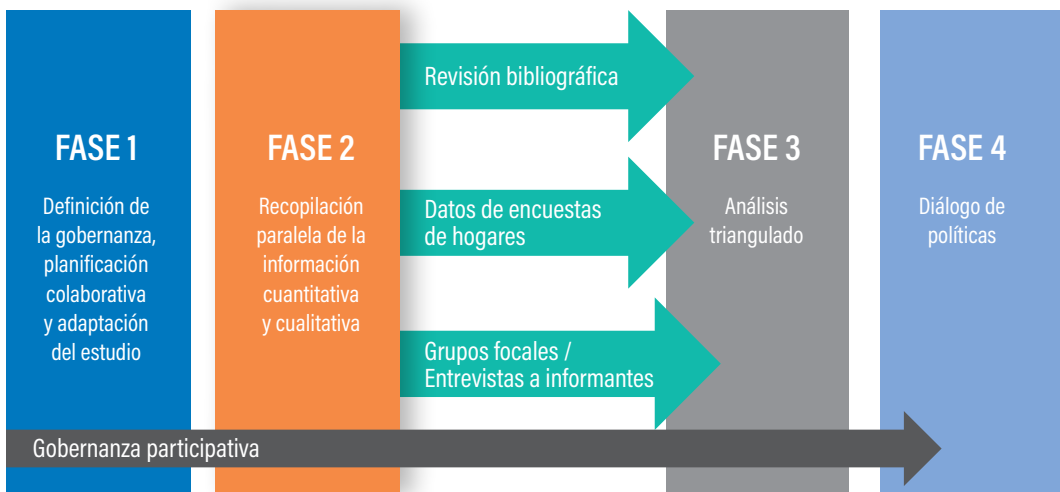 FASE 1
Definición de
la gobernanza,
planificación
colaborativa
y adaptación
del estudio
FASE 2
Recopilación
paralela de la
información
cuantitativa
y cualitativa
Revisión bibliográfica
Datos de encuestas
de hogares
Grupos focales /
Entrevistas a informantes
FASE 3
Análisis
triangulado
FASE 4
Diálogo de
políticas
Gobernanza participativa